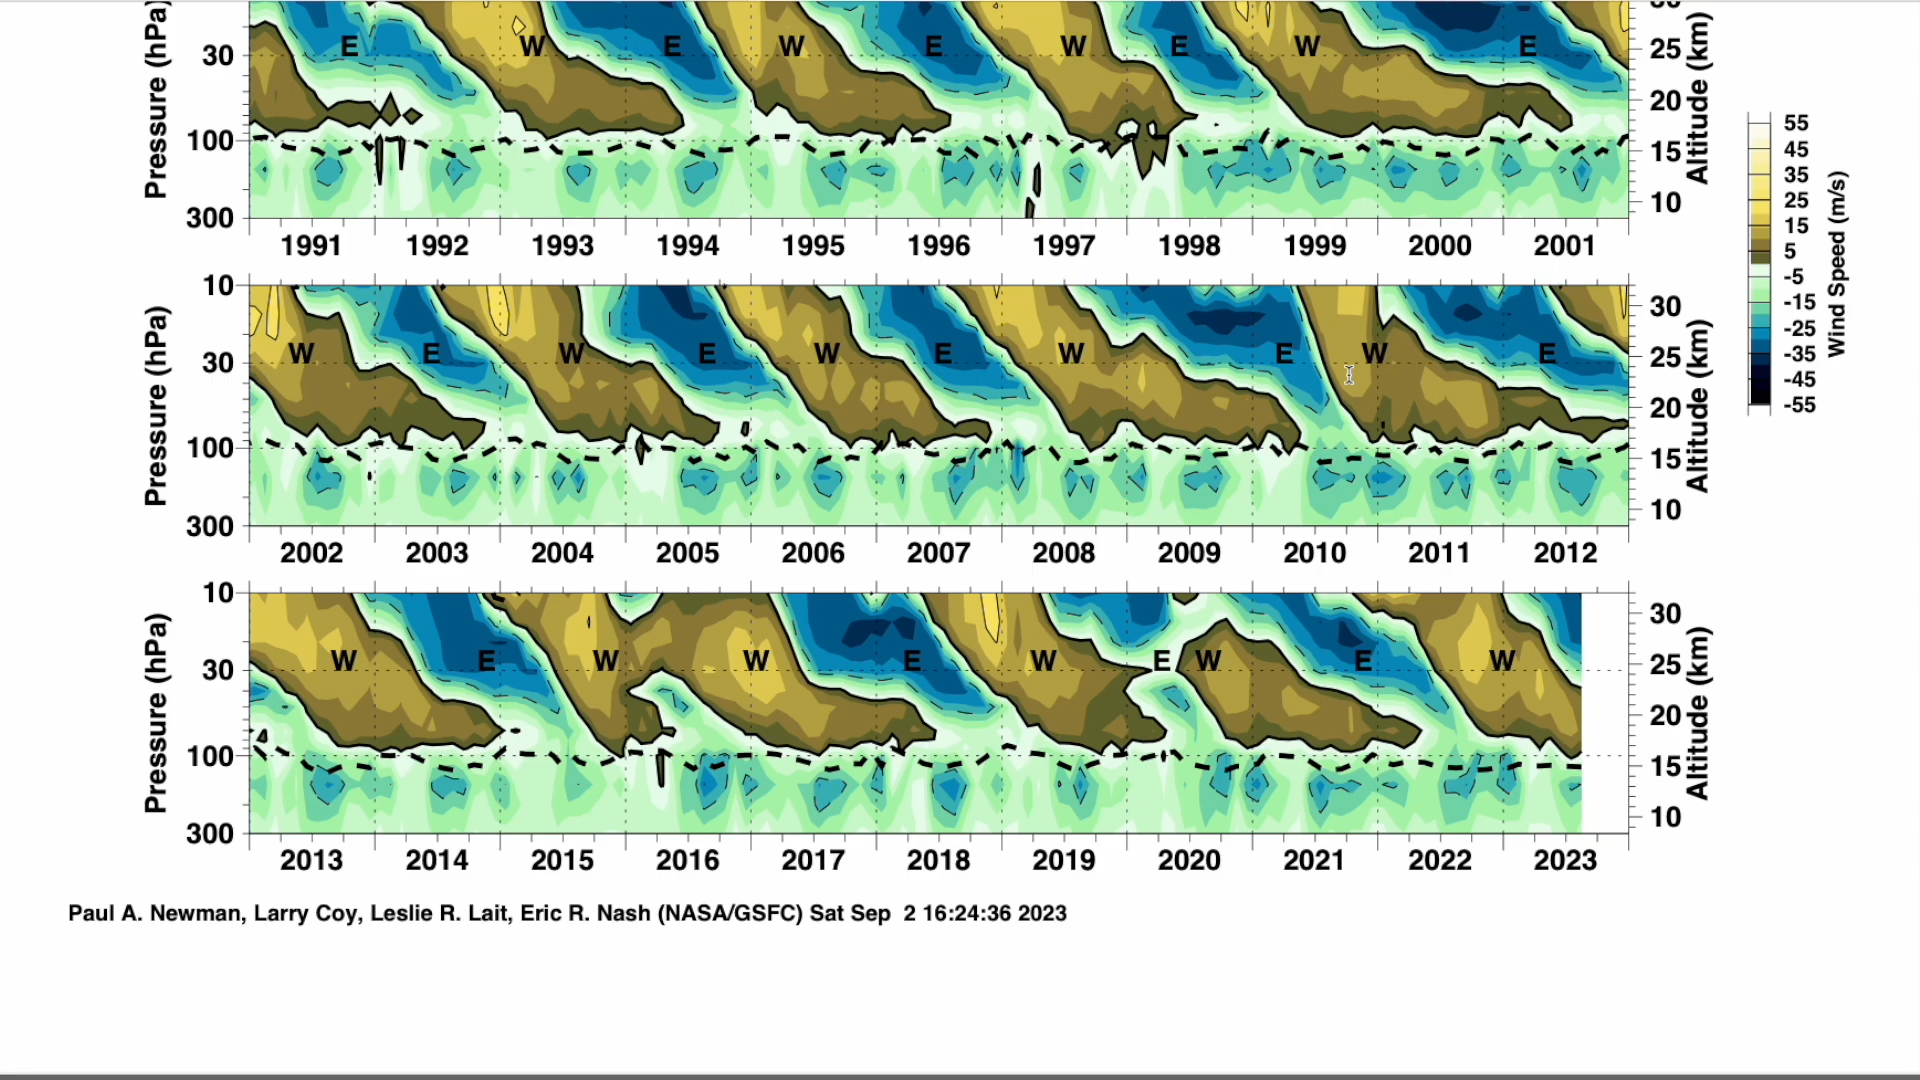 Pressure (hPa)
30
100
300
E W E W E W E W E
25
20
15
10
Altitude (km)
1991 1992 1993 1994 1995 1996 1997 1998 1999 2000 2001
55
45
35
25
15
5
-5
-15
-25
-35
-45
-55
Wind Speed (m/s)
Pressure (hPa)
10
30
100
300
W E W E W E W E W E
30
25
20
15
10
Altitude (km)
2002 2003 2004 2005 2006 2007 2008 2009 2010 2011 2012
Pressure (hPa)
10
30
100
300
W E W W E W E W E W
30
25
20
15
10
Altitude (km)
2013 2014 2015 2016 2017 2018 2019 2020 2021 2022 2023
Paul A. Newman, Larry Coy, Leslie R. Lait, Eric R. Nash (NASA/GSFC) Sat Sep 2 16:24:36 2023